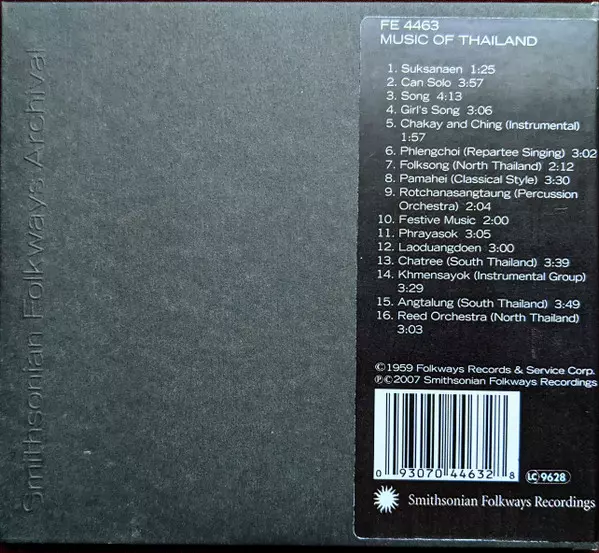 Smithsonian Folkways Archival
FE 4463
MUSIC OF THAILAND
1. Suksanaen 1:25
2. Can Solo 3:57
3. Song 4:13
4. Girl's Song 3:06
5. Chakay and Ching (Instrumental)
1:57
6. Phlengchoi (Repartee Singing) 3:02
7. Folksong (North Thailand) 2:12
8. Pamahei (Classical Style) 3:30
9. Rotchanasangtaung (Percussion
Orchestra) 2:04
10. Festive Music 2:00
11. Phrayasok 3:05
12. Laoduangdoen 3:00
13. Chatree (South Thailand) 3:39
14. Khmensayok (Instrumental Group)
3:29
15. Angtalung (South Thailand) 3:49
16. Reed Orchestra (North Thailand)
3:03
©1959 Folkways Records & Service Corp.
℗©2007 Smithsonian Folkways Recordings
0 93070 44632 8
LC 9628
Smithsonian Folkways Recordings